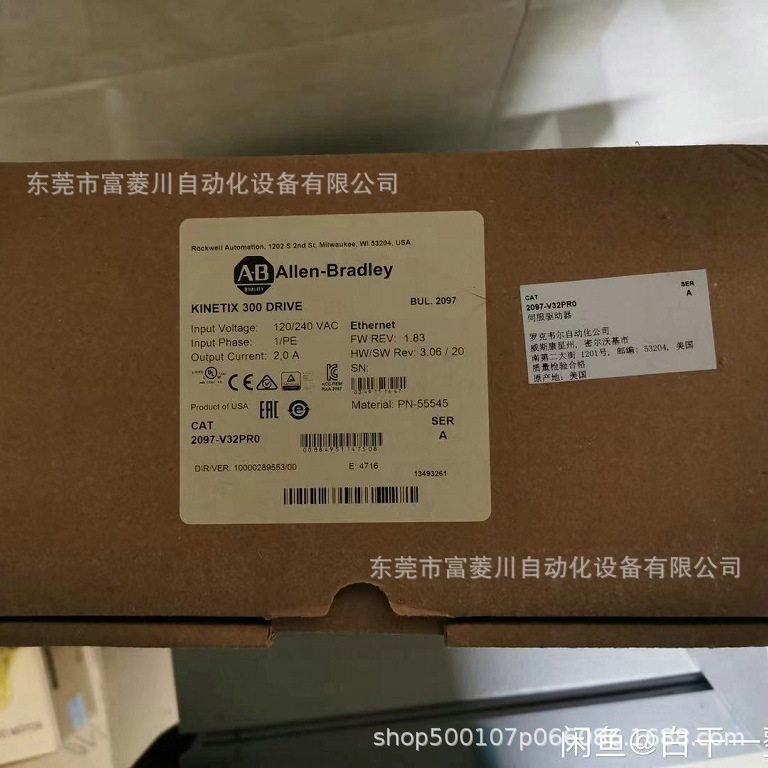 东莞市富菱川自动化设备有限公司
Rockwell Automation, 1202 S 2nd St, Milwaukee, WI 53204, USA
A-B
QUALITY
Allen-Bradley
KINETIX 300 DRIVE
BUL. 2097
Input Voltage: 120/240 VAC
Input Phase: 1/PE
Output Current: 2,0 A
Ethernet
FW REV: 1.83
HW/SW Rev: 3.06 / 20
SN:
Product of USA
EAC
Material: PN-55545
CAT
2097-V32PR0
SER
A
DIR/VER: 10000289553/00
E: 4716
13493261
CAT
2097-V32PR0
SER
A
伺服驱动器
罗克韦尔自动化公司
威斯康星州, 密尔沃基市
南第二大街 1201号, 邮编: 53204, 美国
质量检验合格
原产地: 美国
东莞市富菱川自动化设备有限公司
MOTION